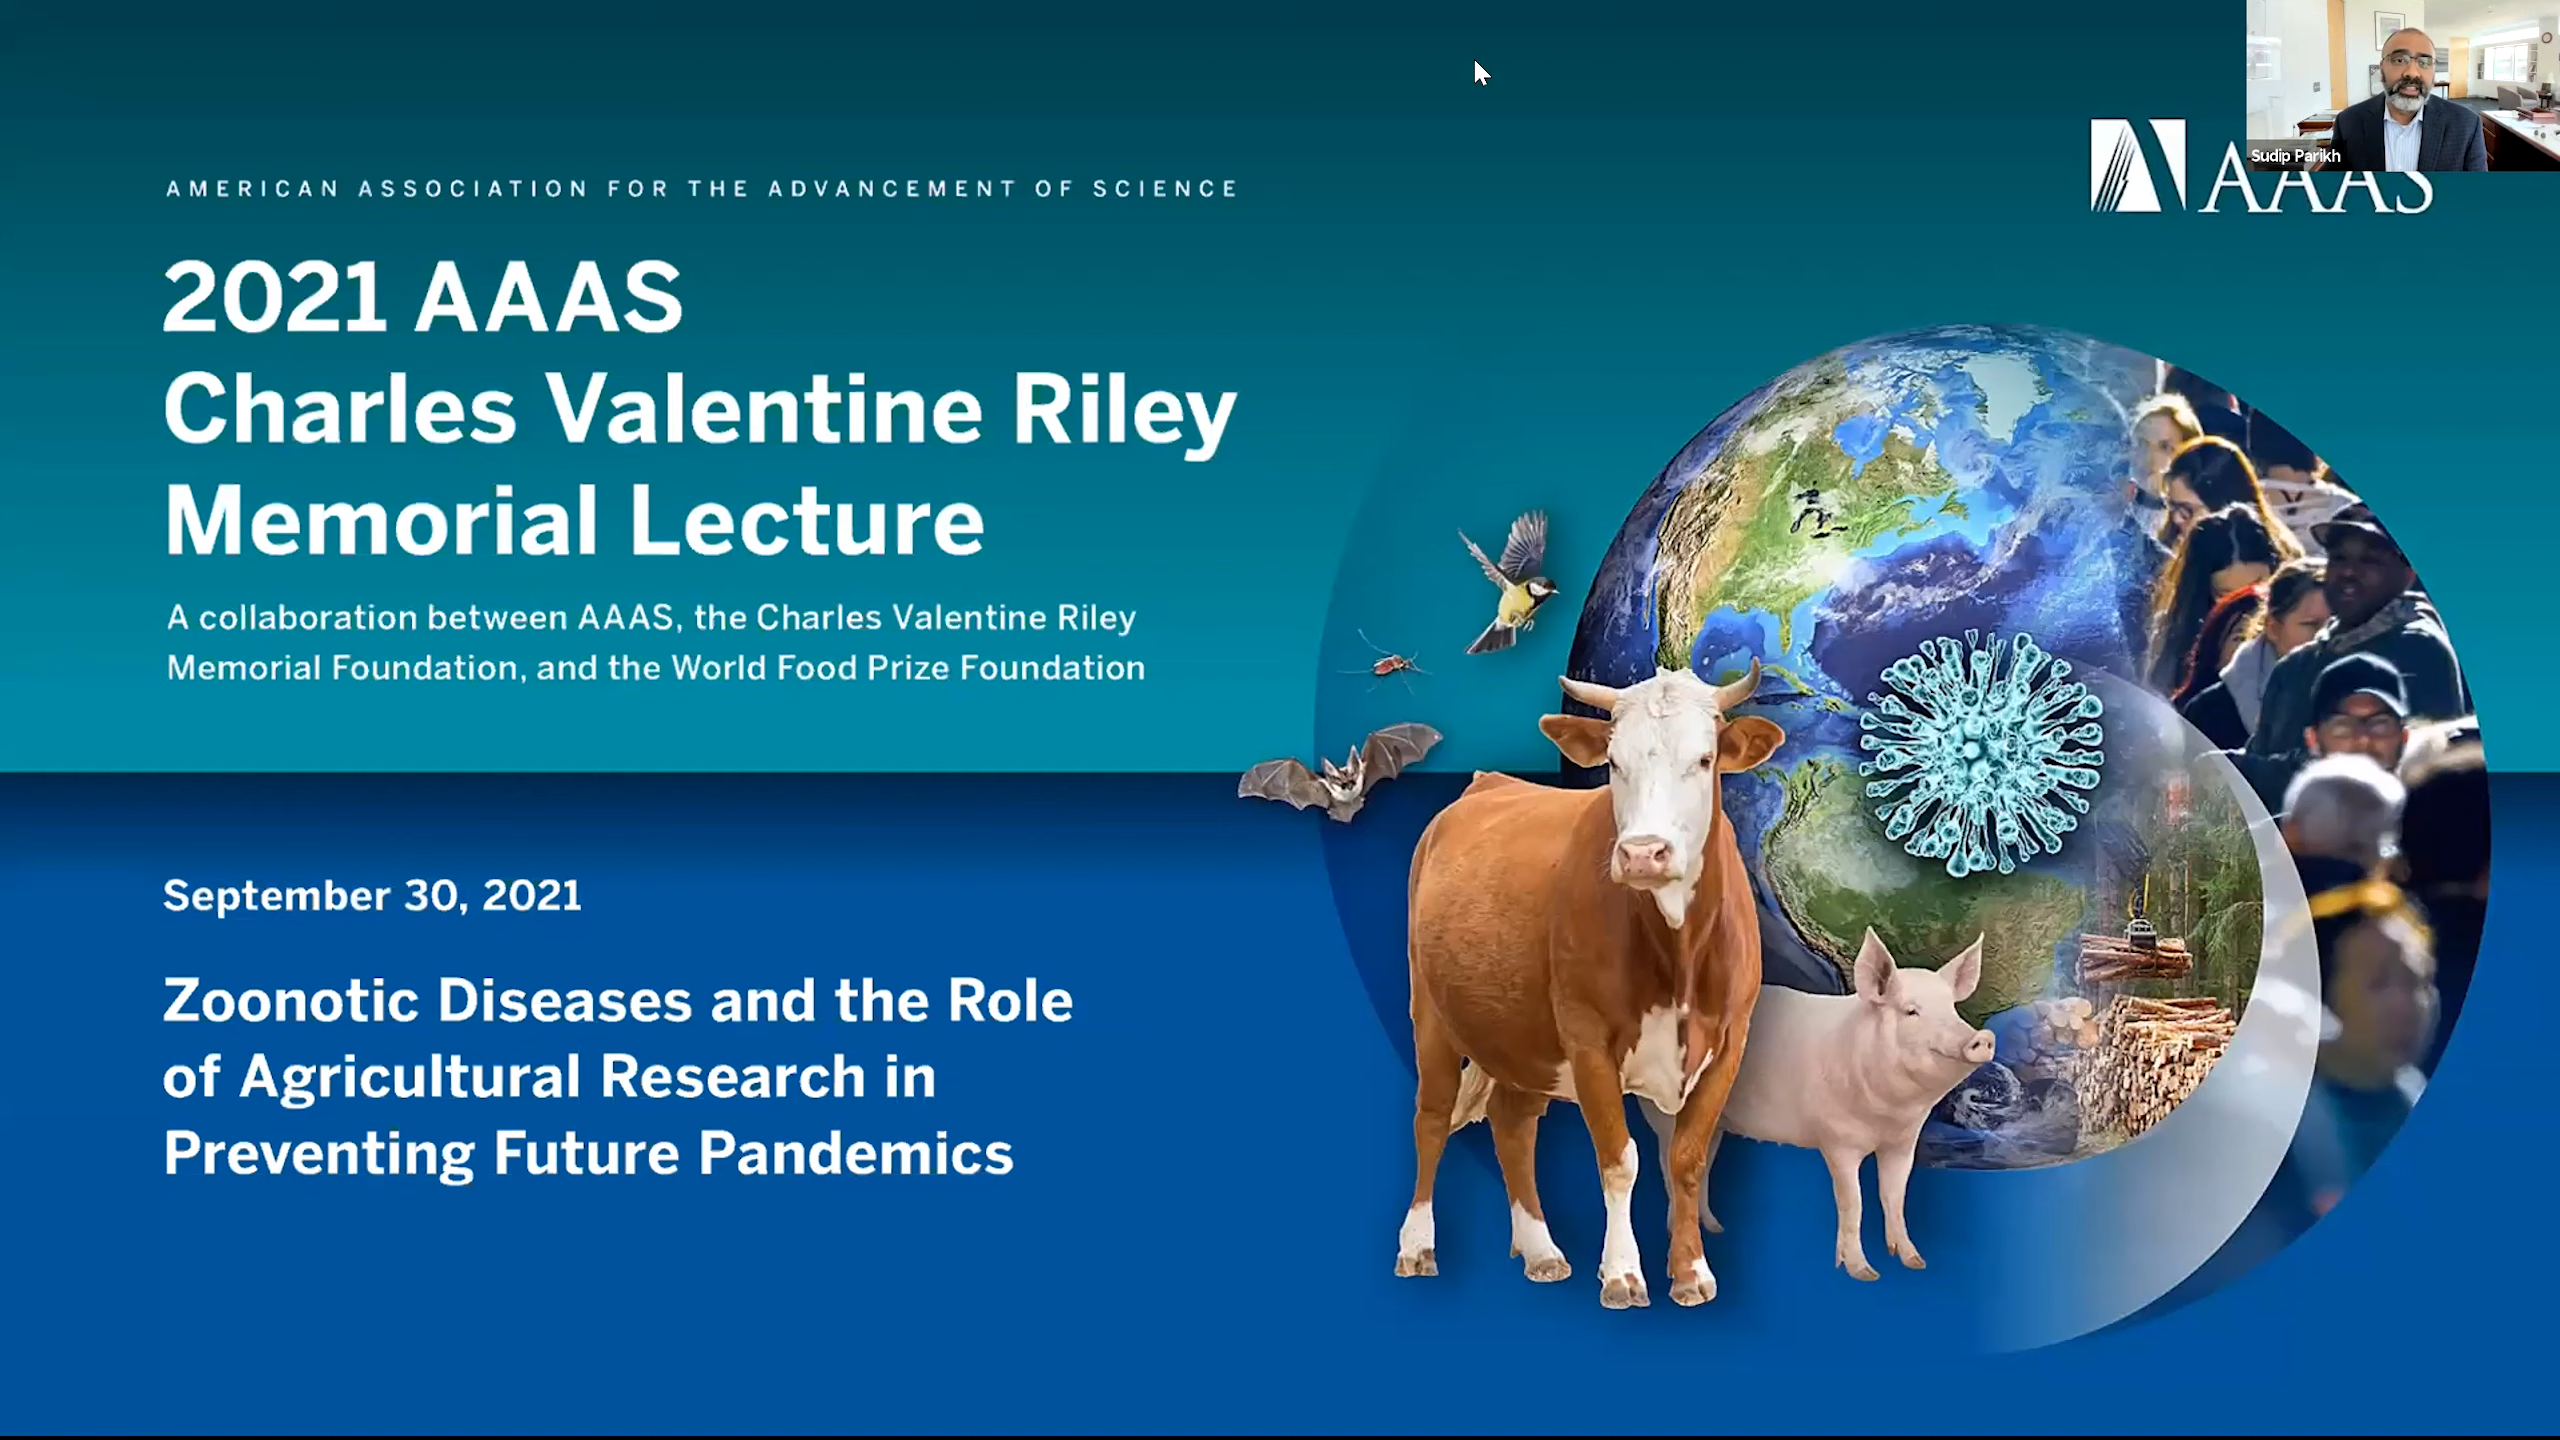 Sudip Parikh
AAAS
AMERICAN ASSOCIATION FOR THE ADVANCEMENT OF SCIENCE
2021 AAAS
Charles Valentine Riley
Memorial Lecture
A collaboration between AAAS, the Charles Valentine Riley
Memorial Foundation, and the World Food Prize Foundation
September 30, 2021
Zoonotic Diseases and the Role
of Agricultural Research in
Preventing Future Pandemics